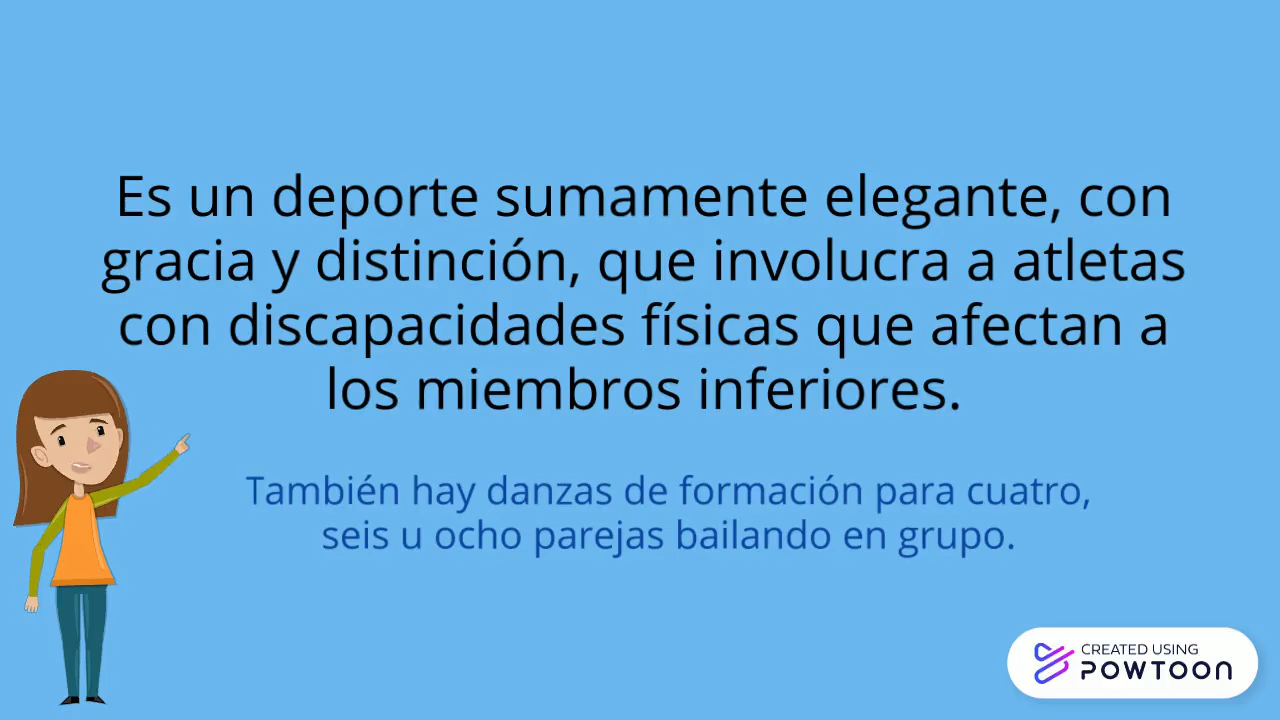 Es un deporte sumamente elegante, con
gracia y distinción, que involucra a atletas
con discapacidades físicas que afectan a
los miembros inferiores.
También hay danzas de formación para cuatro,
seis u ocho parejas bailando en grupo.
CREATED USING
POWTOON